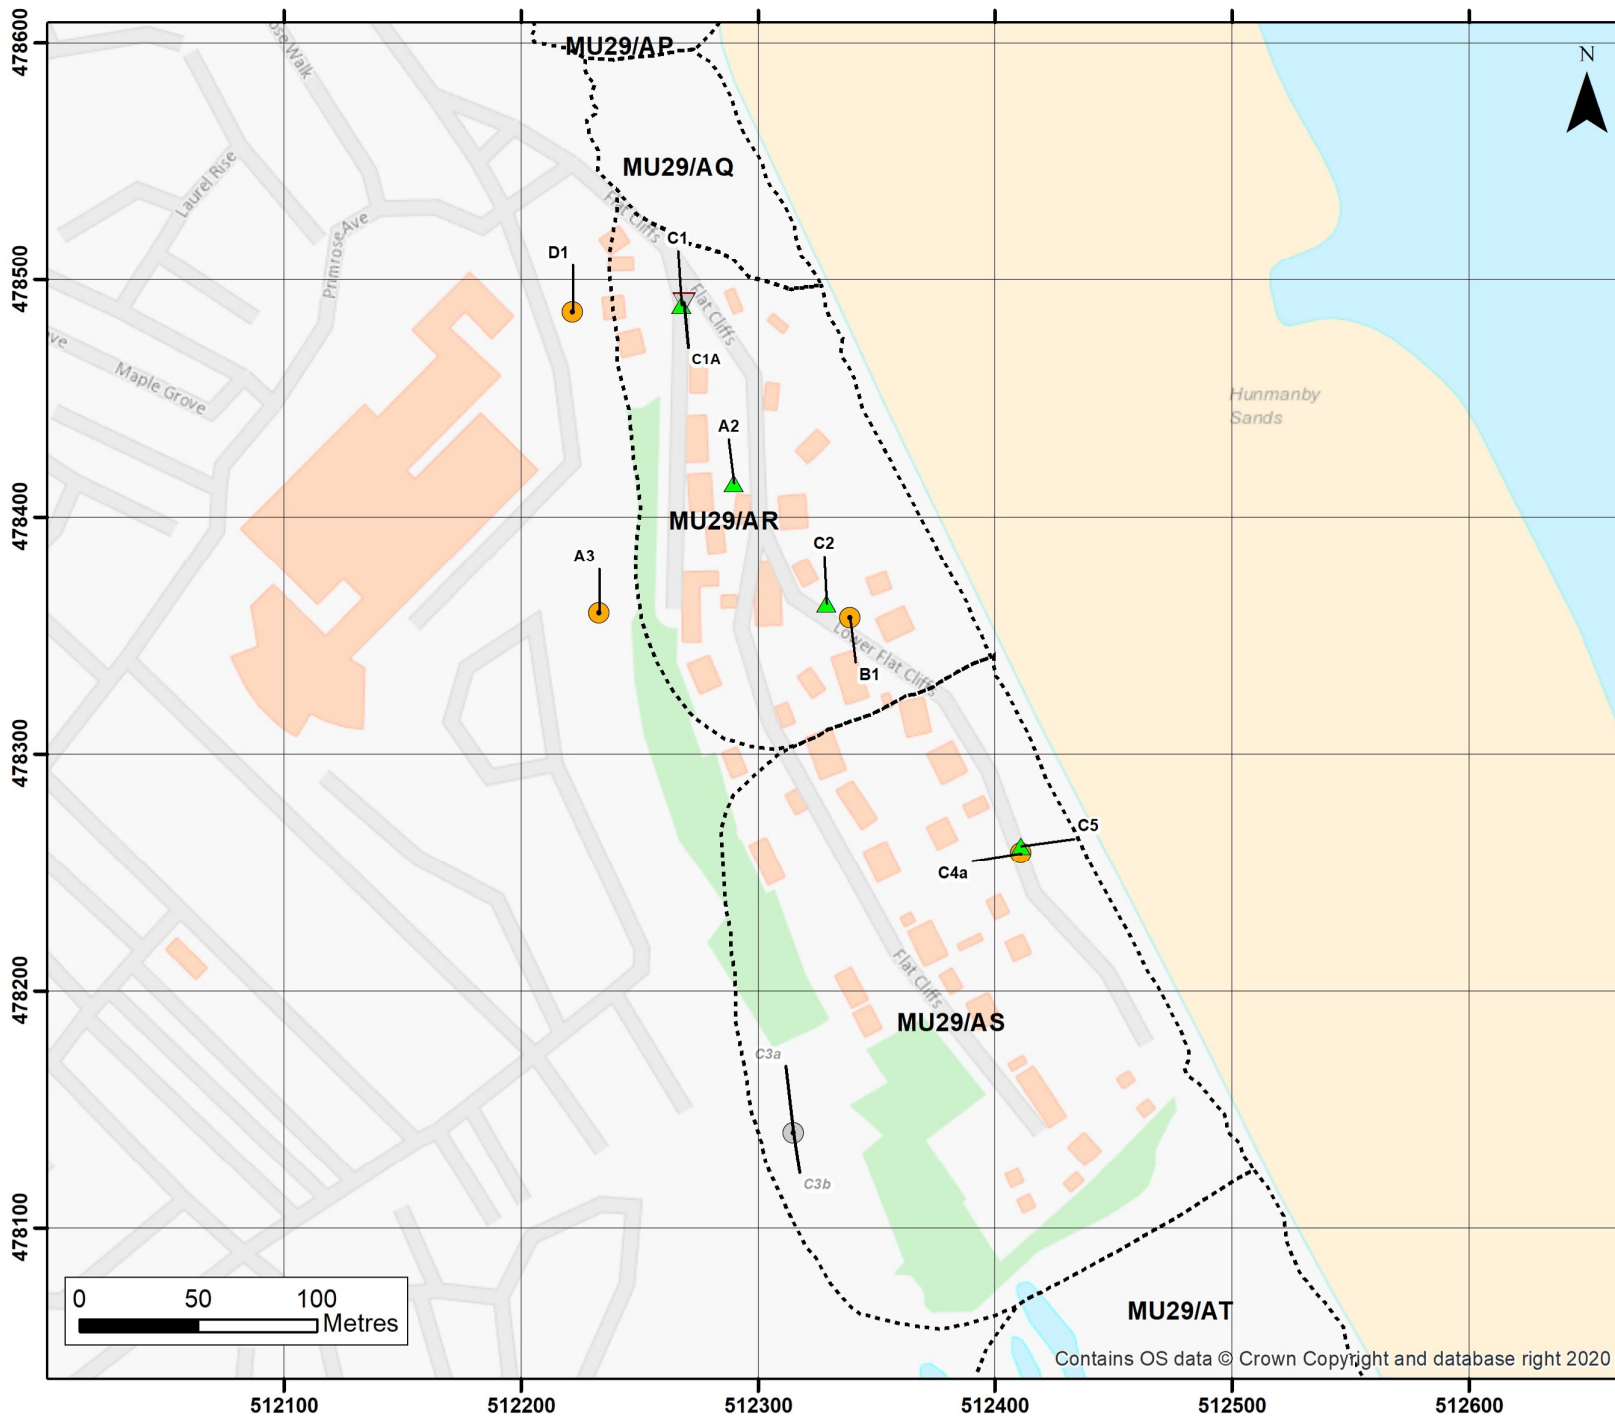 478600
478500
478400
478300
478200
478100
MU29/AP
N
ose Walk
MU29/AQ
Laurel Rise
Primrose Ave
Flat Cliffs
C1
D1
Flat Cliffs
C1A
ve
Maple Grove
Hunmanby
Sands
A2
MU29/AR
C2
A3
Lower Flat Cliffs
B1
C5
C4a
Flat Cliffs
MU29/AS
C3a
C3b
0 50 100
Metres
MU29/AT
Contains OS data © Crown Copyright and database right 2020
512100 512200 512300 512400 512500 512600